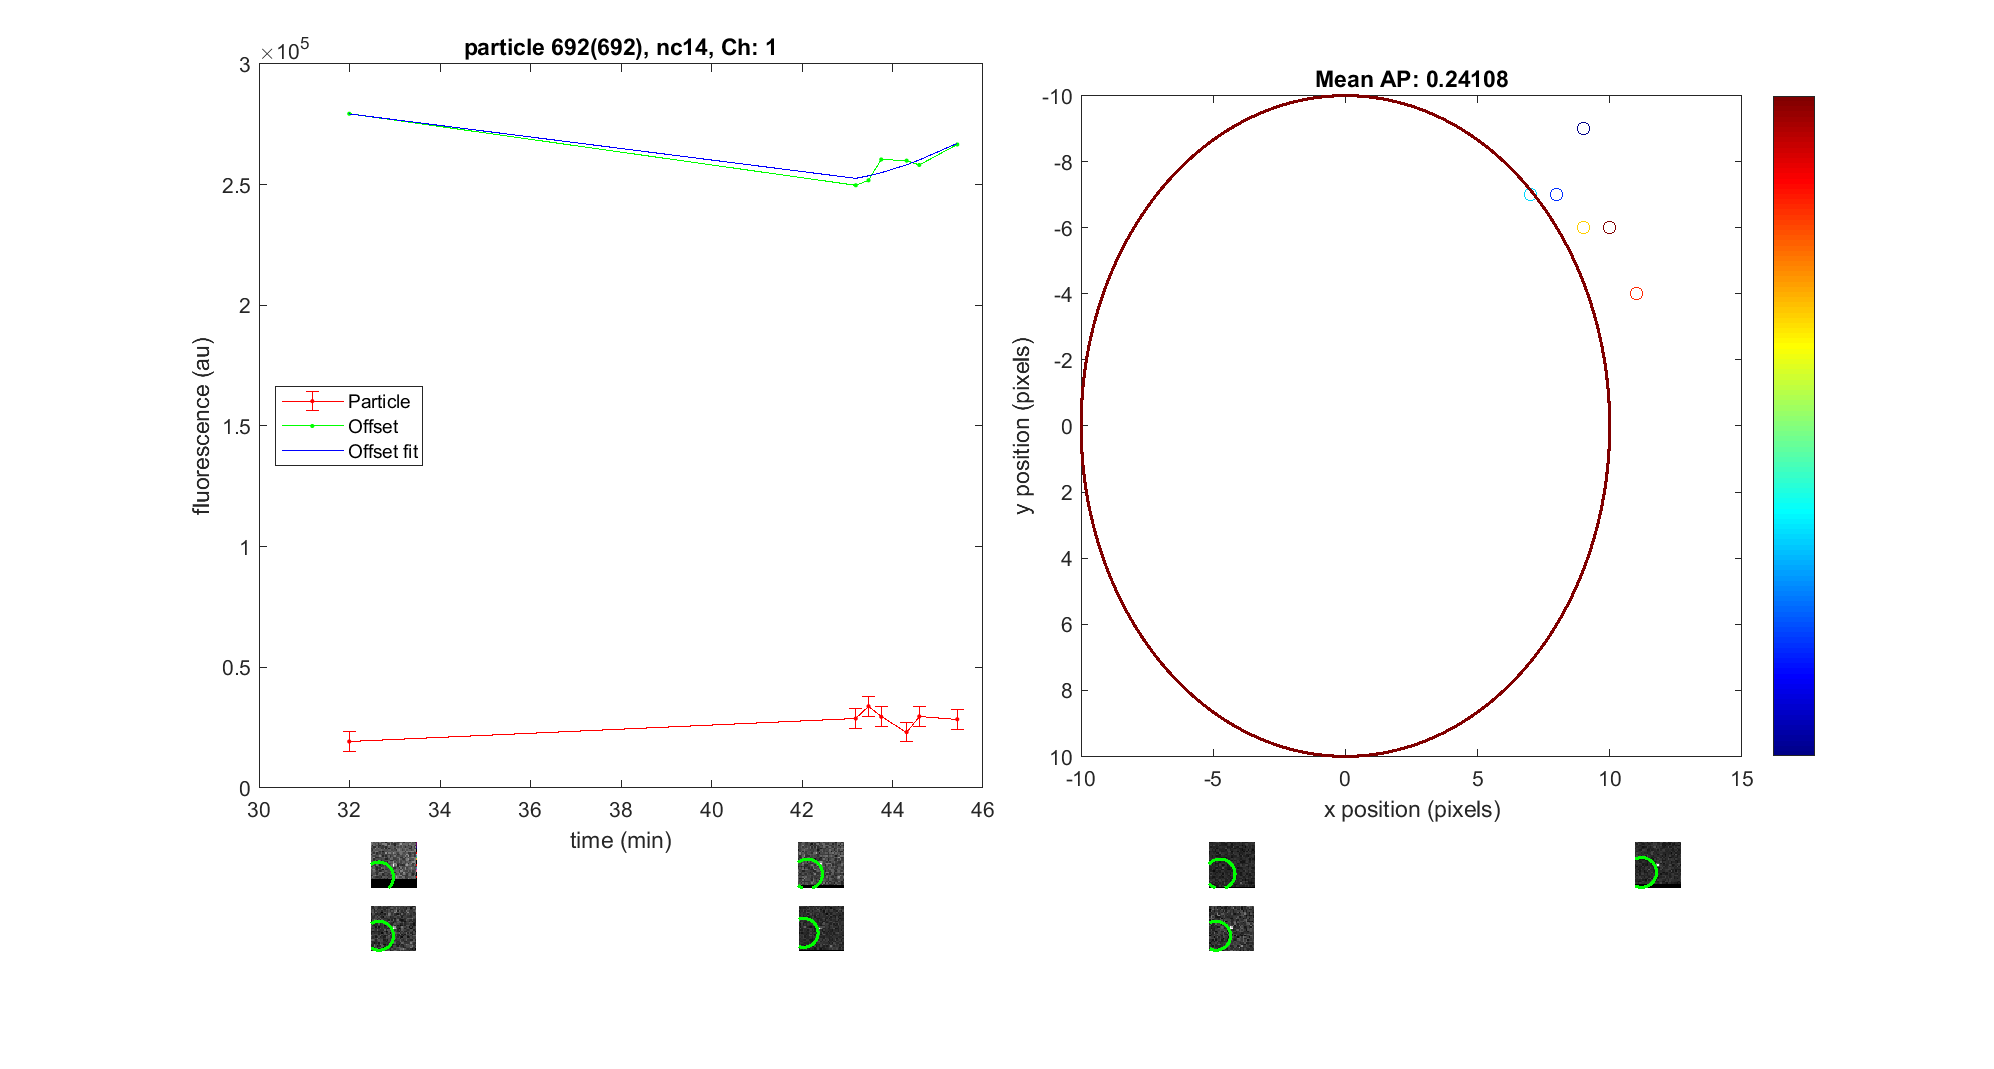 particle 692(692), nc14, Ch: 1
×10^5
3
2.5
2
1.5
1
0.5
0
fluorescence (au)
Particle
Offset
Offset fit
30 32 34 36 38 40 42 44 46
time (min)
Mean AP: 0.24108
-10
-8
-6
-4
-2
0
2
4
6
8
10
y position (pixels)
-10 -5 0 5 10 15
x position (pixels)